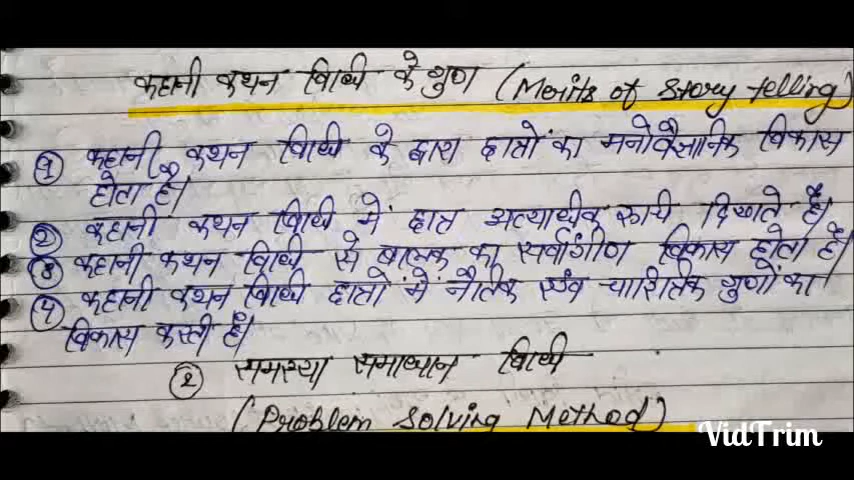 कहानी कथन विधि के गुण (Merits of Story telling)
① कहानी कथन विधि के द्वारा छात्रों का मनोवैज्ञानिक विकास
होता है।
② कहानी कथन विधि में छात्र अत्याधिक रुचि दिखाते है।
③ कहानी कथन विधि से बालक का सर्वांगीण विकास होता है।
④ कहानी कथन विधि छात्रों में नैतिक एंव चारित्रिक गुणों का
विकास करती है।
② समस्या समाधान विधि
(Problem Solving Method)
VidTrim